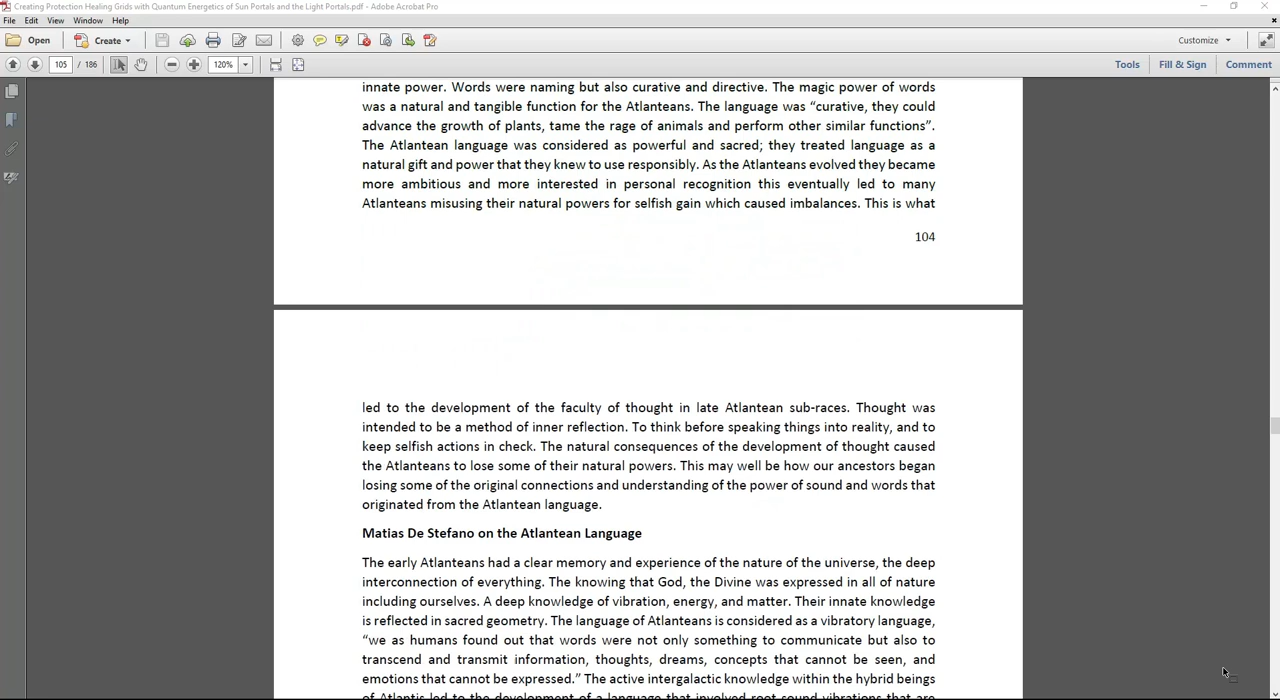 Creating Protection Healing Grids with Quantum Energetics of Sun Portals and the Light Portals.pdf - Adobe Acrobat Pro
File Edit View Window Help
Open Create Customize
105 / 186 120% Tools Fill & Sign Comment
innate power. Words were naming but also curative and directive. The magic power of words
was a natural and tangible function for the Atlanteans. The language was “curative, they could
advance the growth of plants, tame the rage of animals and perform other similar functions”.
The Atlantean language was considered as powerful and sacred; they treated language as a
natural gift and power that they knew to use responsibly. As the Atlanteans evolved they became
more ambitious and more interested in personal recognition this eventually led to many
Atlanteans misusing their natural powers for selfish gain which caused imbalances. This is what
104
led to the development of the faculty of thought in late Atlantean sub-races. Thought was
intended to be a method of inner reflection. To think before speaking things into reality, and to
keep selfish actions in check. The natural consequences of the development of thought caused
the Atlanteans to lose some of their natural powers. This may well be how our ancestors began
losing some of the original connections and understanding of the power of sound and words that
originated from the Atlantean language.
Matias De Stefano on the Atlantean Language
The early Atlanteans had a clear memory and experience of the nature of the universe, the deep
interconnection of everything. The knowing that God, the Divine was expressed in all of nature
including ourselves. A deep knowledge of vibration, energy, and matter. Their innate knowledge
is reflected in sacred geometry. The language of Atlanteans is considered as a vibratory language,
“we as humans found out that words were not only something to communicate but also to
transcend and transmit information, thoughts, dreams, concepts that cannot be seen, and
emotions that cannot be expressed.” The active intergalactic knowledge within the hybrid beings
of Atlantis led to the development of a language that involved root sound vibrations that are